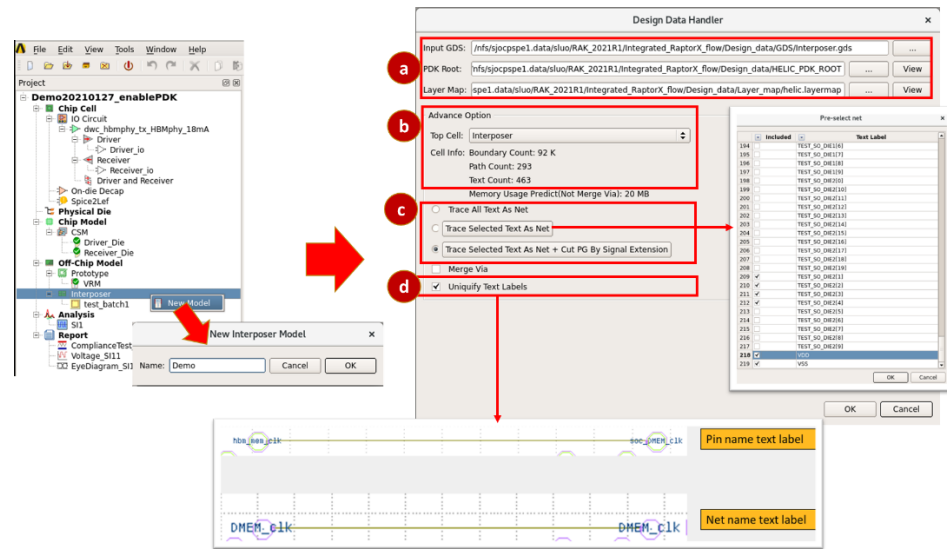 Design Data Handler
×
File Edit View Tools Window Help
Project
Demo20210127_enablePDK
Chip Cell
IO Circuit
dwc_hbmphy_tx_HBMphy_18mA
Driver
Driver_io
Receiver
Receiver_io
Driver and Receiver
On-die Decap
Spice2Lef
Physical Die
Chip Model
CSM
Driver_Die
Receiver_Die
Off-Chip Model
Prototype
VRM
Interposer
test_batch1
New Model
Analysis
SI1
Report
ComplianceTest
Voltage_SI11
EyeDiagram_SI1
New Interposer Model ×
Name: Demo Cancel OK
a
Input GDS: /nfs/sjocpspe1.data/sluo/RAK_2021R1/Integrated_RaptorX_flow/Design_data/GDS/Interposer.gds ...
PDK Root: nfs/sjocpspe1.data/sluo/RAK_2021R1/Integrated_RaptorX_flow/Design_data/HELIC_PDK_ROOT ... View
Layer Map: spe1.data/sluo/RAK_2021R1/Integrated_RaptorX_flow/Design_data/Layer_map/helic.layermap ... View
b
Advance Option
Top Cell: Interposer
Cell Info: Boundary Count: 92 K
Path Count: 293
Text Count: 463
Memory Usage Predict(Not Merge Via): 20 MB
c
Trace All Text As Net
Trace Selected Text As Net
Trace Selected Text As Net + Cut PG By Signal Extension
Merge Via
d
Uniquify Text Labels
OK Cancel
Pre-select net ×
Included Text Label
194 TEST_SO_DIE1[6]
195 TEST_SO_DIE1[7]
196 TEST_SO_DIE1[8]
197 TEST_SO_DIE1[9]
198 TEST_SO_DIE2[0]
199 TEST_SO_DIE2[10]
200 TEST_SO_DIE2[11]
201 TEST_SO_DIE2[12]
202 TEST_SO_DIE2[13]
203 TEST_SO_DIE2[14]
204 TEST_SO_DIE2[15]
205 TEST_SO_DIE2[16]
206 TEST_SO_DIE2[17]
207 TEST_SO_DIE2[18]
208 TEST_SO_DIE2[19]
209 TEST_SO_DIE2[1]
210 TEST_SO_DIE2[2]
211 TEST_SO_DIE2[3]
212 TEST_SO_DIE2[4]
213 TEST_SO_DIE2[5]
214 TEST_SO_DIE2[6]
215 TEST_SO_DIE2[7]
216 TEST_SO_DIE2[8]
217 TEST_SO_DIE2[9]
218 VDD
219 VSS
OK Cancel
hbm_mem_clk soc_DMEM_clk Pin name text label
DMEM_clk DMEM_clk Net name text label